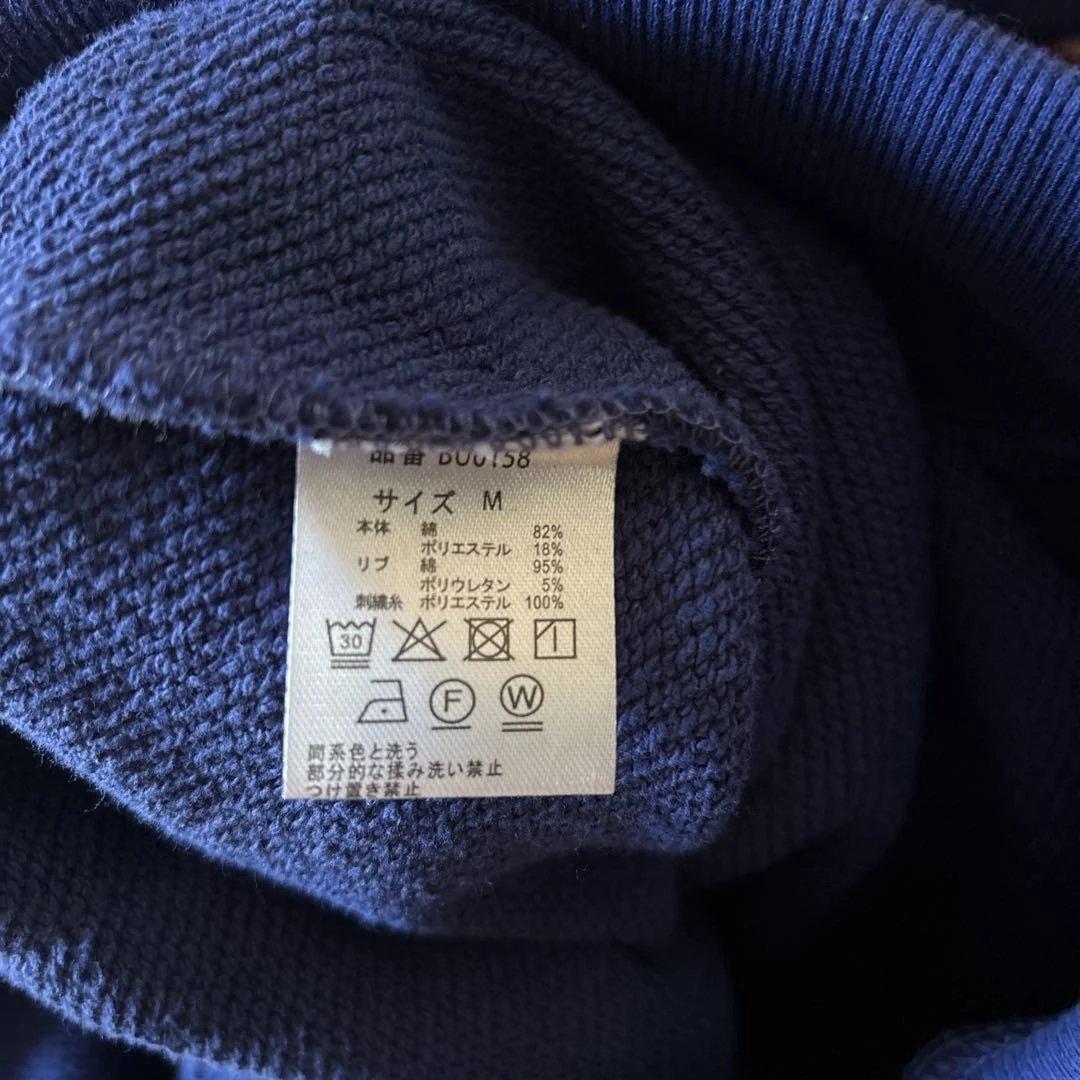 品番 BU0158
サイズ M
本体 綿 82%
ポリエステル 18%
リブ 綿 95%
ポリウレタン 5%
刺繍糸 ポリエステル 100%
30
F W
同系色と洗う
部分的な揉み洗い禁止
つけ置き禁止